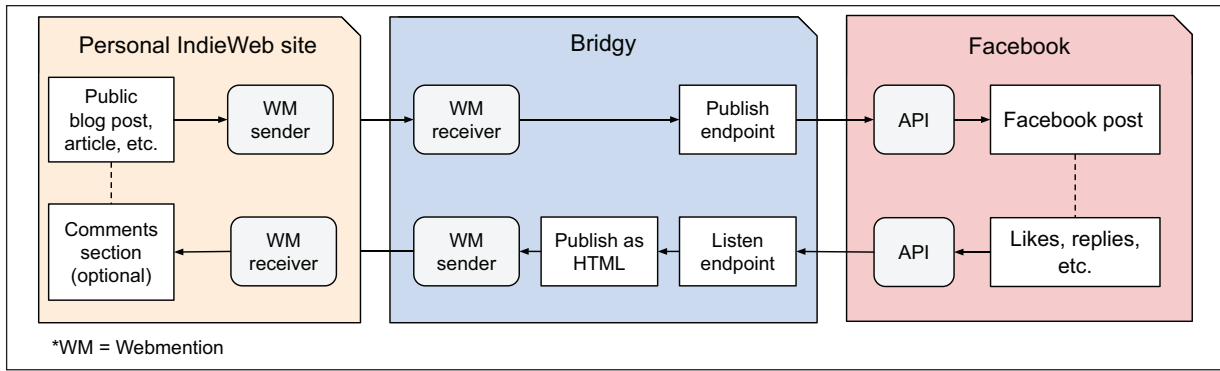 Personal IndieWeb site
Bridgy
Facebook
Public
blog post,
article, etc.
WM
sender
WM
receiver
Publish
endpoint
API
Facebook post
Comments
section
(optional)
WM
receiver
WM
sender
Publish as
HTML
Listen
endpoint
API
Likes, replies,
etc.
*WM = Webmention